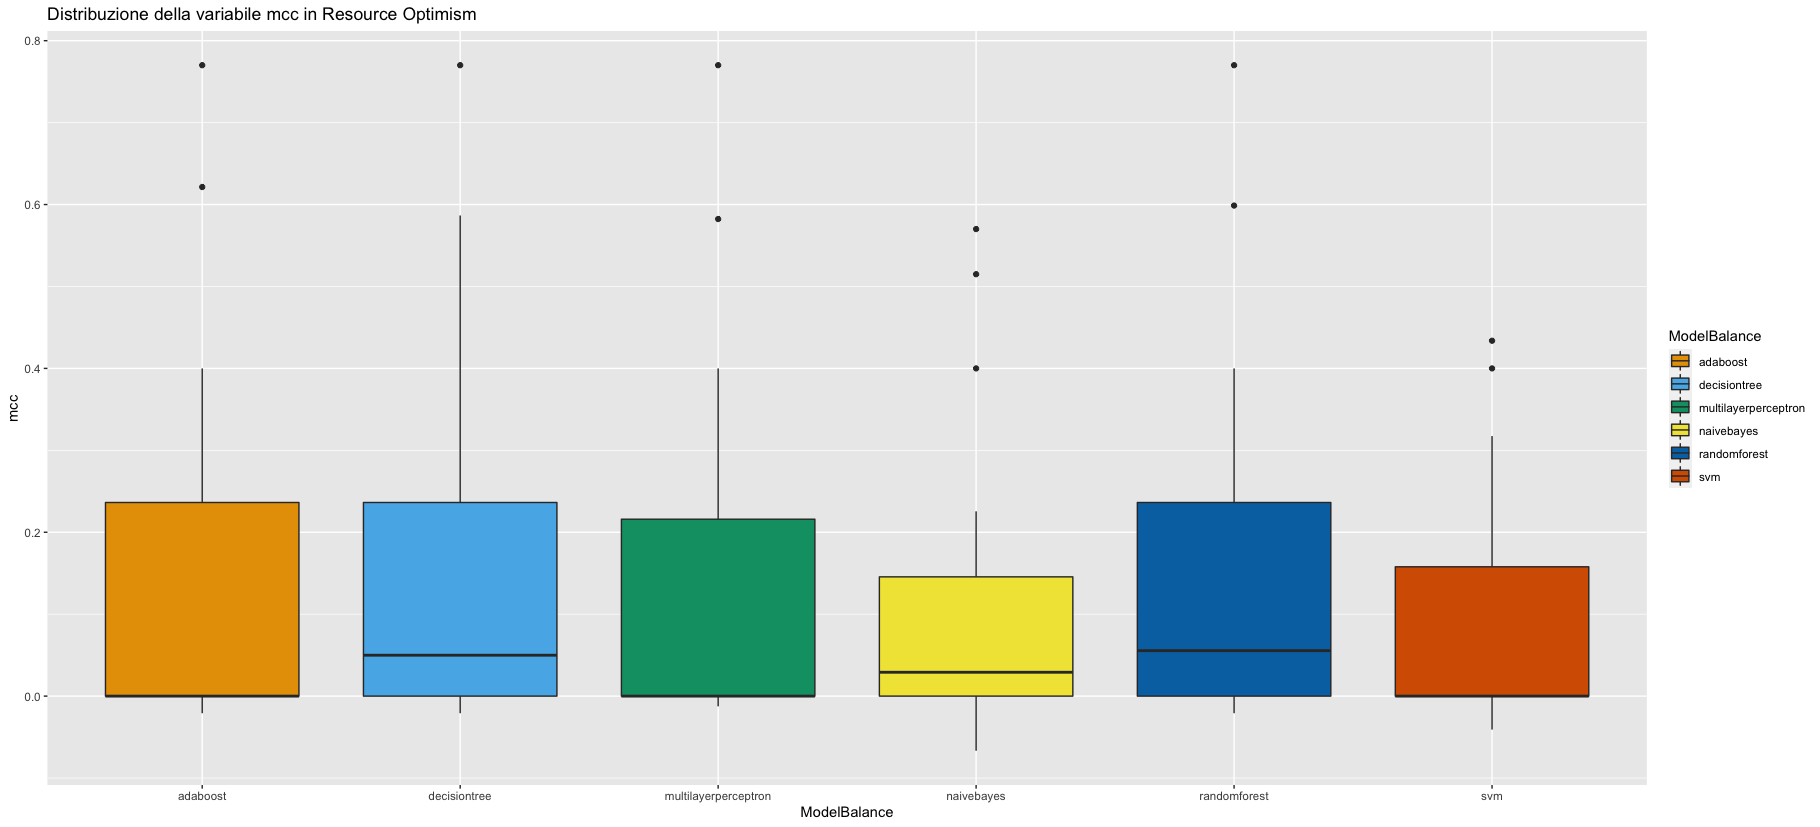 Distribuzione della variabile mcc in Resource Optimism
0.8
0.6
0.4
0.2
0.0
mcc
adaboost
decisiontree
multilayerperceptron
naivebayes
randomforest
svm
ModelBalance
ModelBalance
adaboost
decisiontree
multilayerperceptron
naivebayes
randomforest
svm